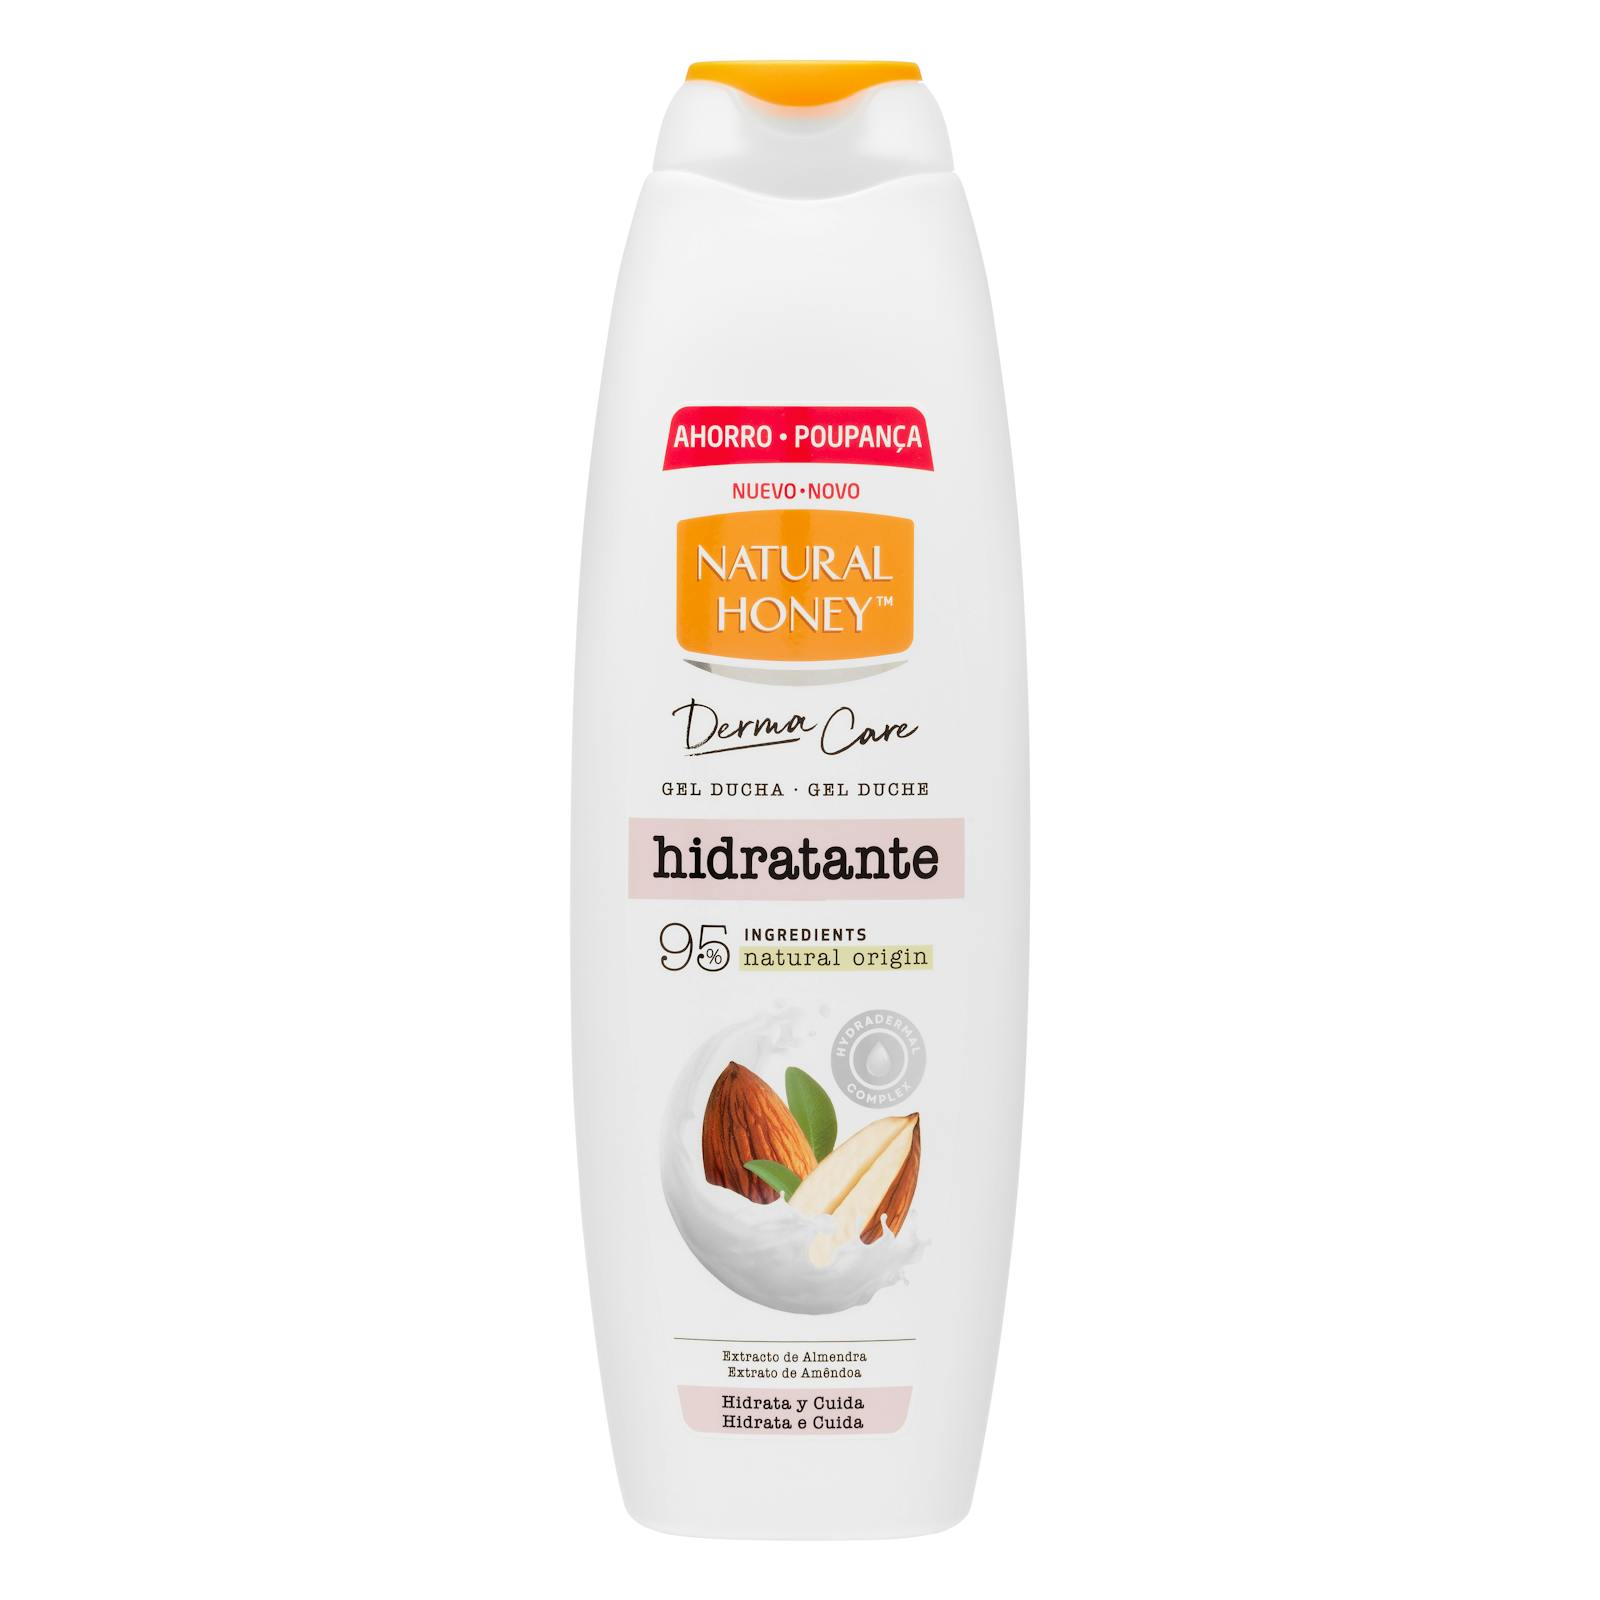 AHORRO • POUPANÇA
NUEVO • NOVO
NATURAL
HONEY™
Derma Care
GEL DUCHA · GEL DUCHE
hidratante
95% INGREDIENTS
natural origin
HYDRADERMAL
COMPLEX
Extracto de Almendra
Extrato de Amêndoa
Hidrata y Cuida
Hidrata e Cuida